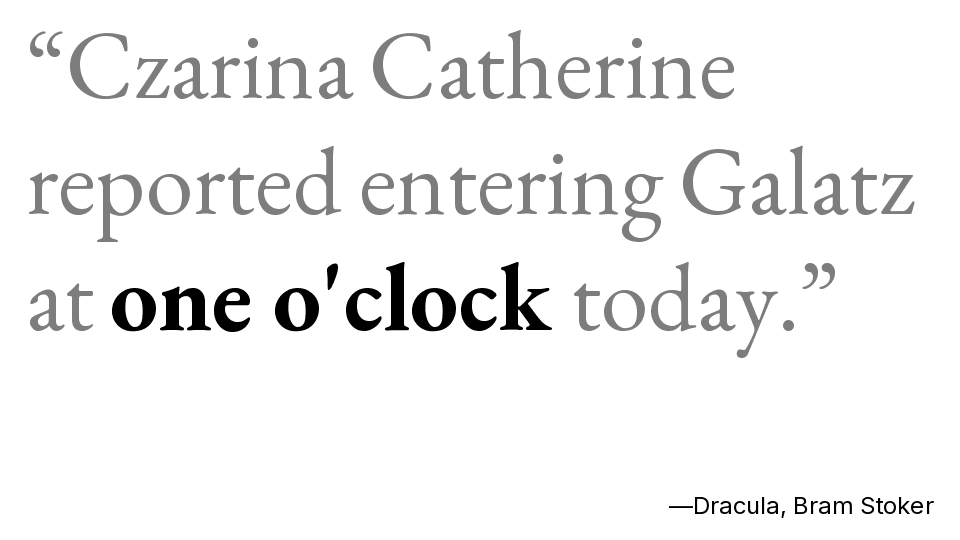 “Czarina Catherine
reported entering Galatz
at one o'clock today.”
—Dracula, Bram Stoker